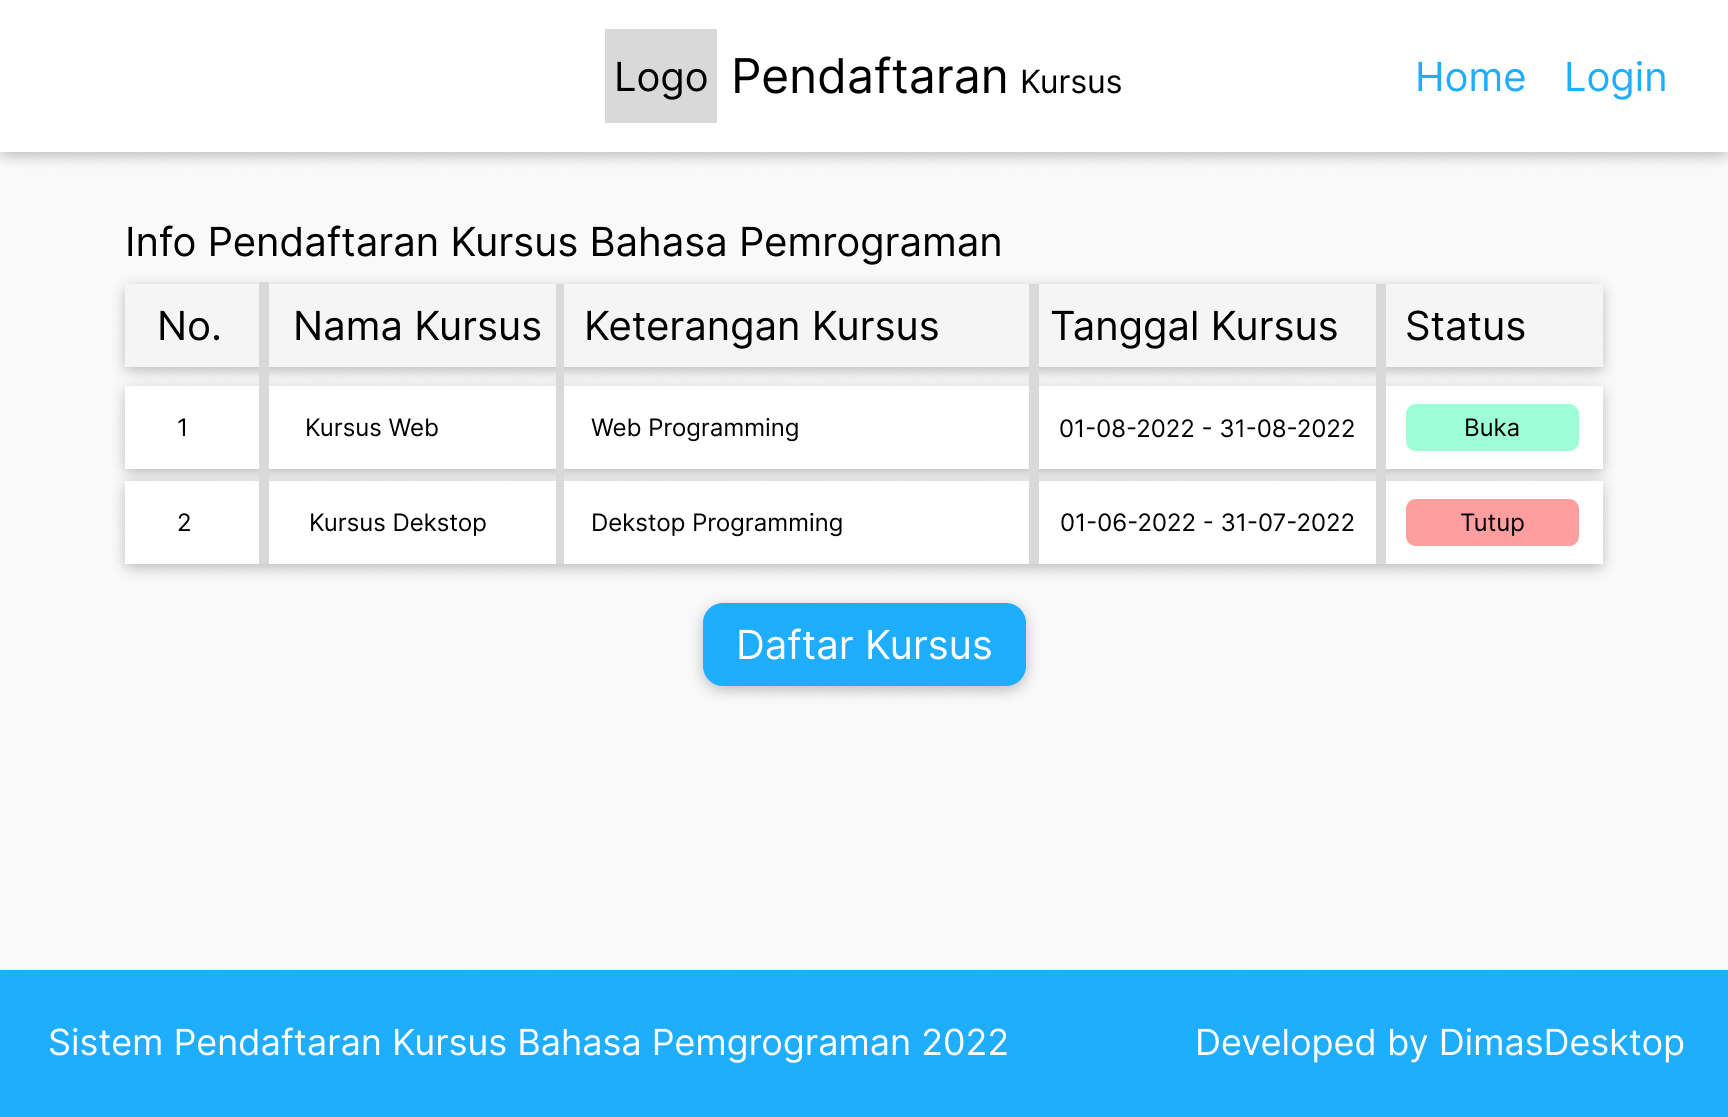 Logo Pendaftaran Kursus Home Login
Info Pendaftaran Kursus Bahasa Pemrograman
No. Nama Kursus Keterangan Kursus Tanggal Kursus Status
1 Kursus Web Web Programming 01-08-2022 - 31-08-2022 Buka
2 Kursus Dekstop Dekstop Programming 01-06-2022 - 31-07-2022 Tutup
Daftar Kursus
Sistem Pendaftaran Kursus Bahasa Pemgrograman 2022 Developed by DimasDesktop